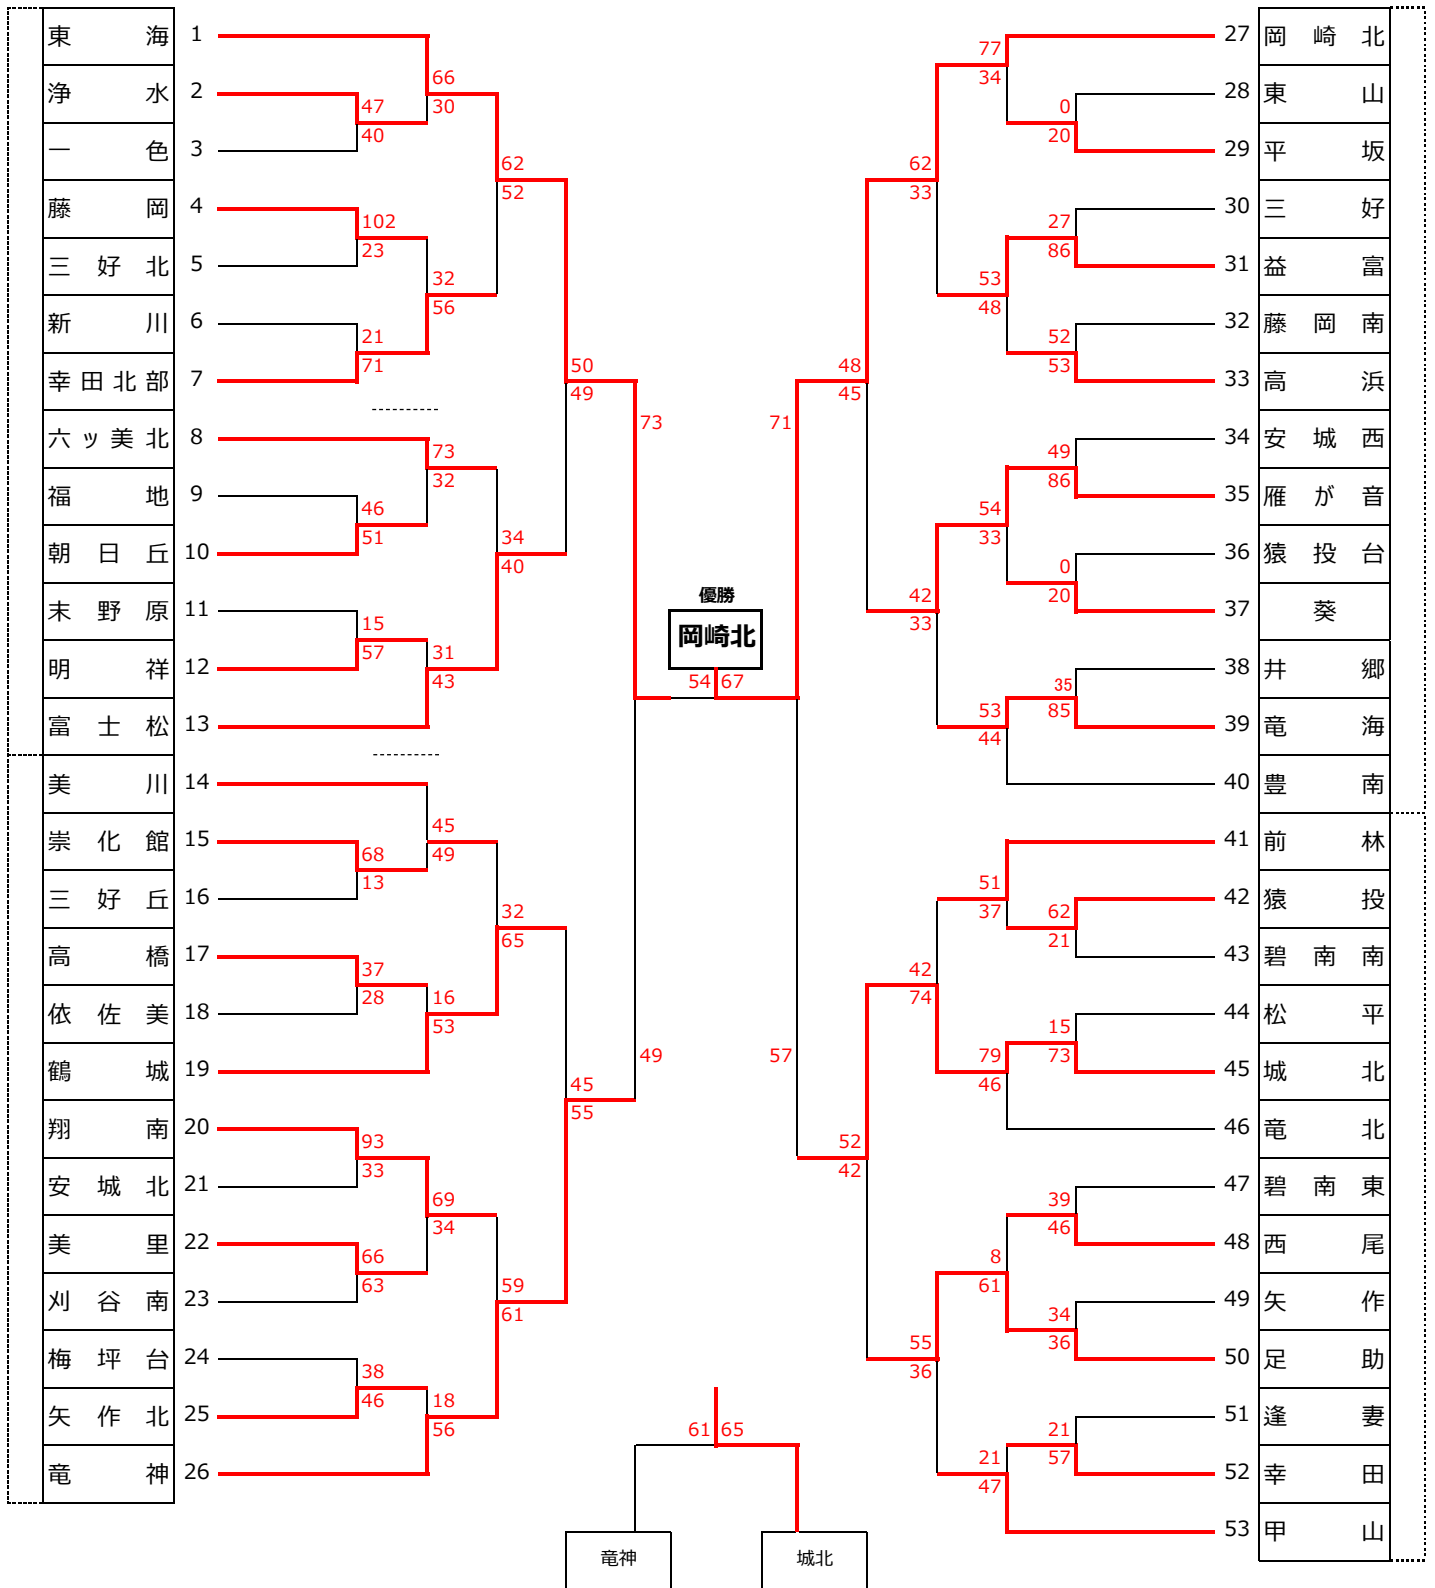 東海 1
浄水 2
一色 3
藤岡 4
三好北 5
新川 6
幸田北部 7
六ッ美北 8
福地 9
朝日丘 10
末野原 11
明祥 12
富士松 13
美川 14
崇化館 15
三好丘 16
高橋 17
依佐美 18
鶴城 19
翔南 20
安城北 21
美里 22
刈谷南 23
梅坪台 24
矢作北 25
竜神 26
47
40
102
23
21
71
46
51
15
57
68
13
37
28
93
33
66
63
38
46
66
30
32
56
73
32
31
43
45
49
16
53
69
34
18
56
62
52
34
40
32
65
59
61
50
49
45
55
73
49
優勝
岡崎北
54 67
61 65
竜神
城北
71
57
48
45
52
42
62
33
42
33
42
74
55
36
77
34
53
48
54
33
53
44
51
37
79
46
8
61
21
47
0
20
27
86
52
53
49
86
0
20
35
85
62
21
15
73
39
46
34
36
21
57
27 岡崎北
28 東山
29 平坂
30 三好
31 益富
32 藤岡南
33 高浜
34 安城西
35 雁が音
36 猿投台
37 葵
38 井郷
39 竜海
40 豊南
41 前林
42 猿投
43 碧南南
44 松平
45 城北
46 竜北
47 碧南東
48 西尾
49 矢作
50 足助
51 逢妻
52 幸田
53 甲山